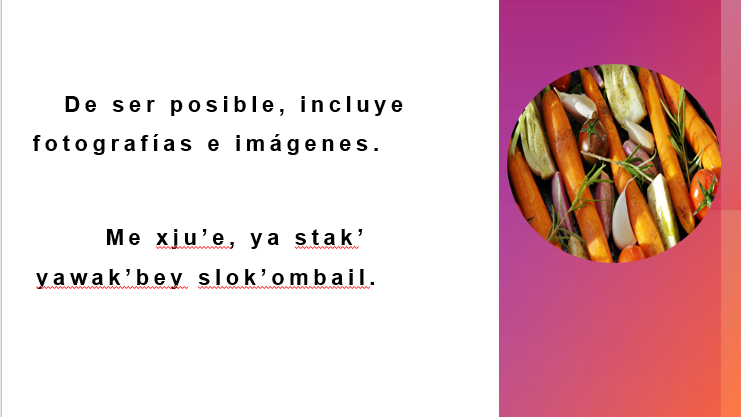 De ser posible, incluye
fotografías e imágenes.
Me xju’e, ya stak’
yawak’bey slok’ombail.